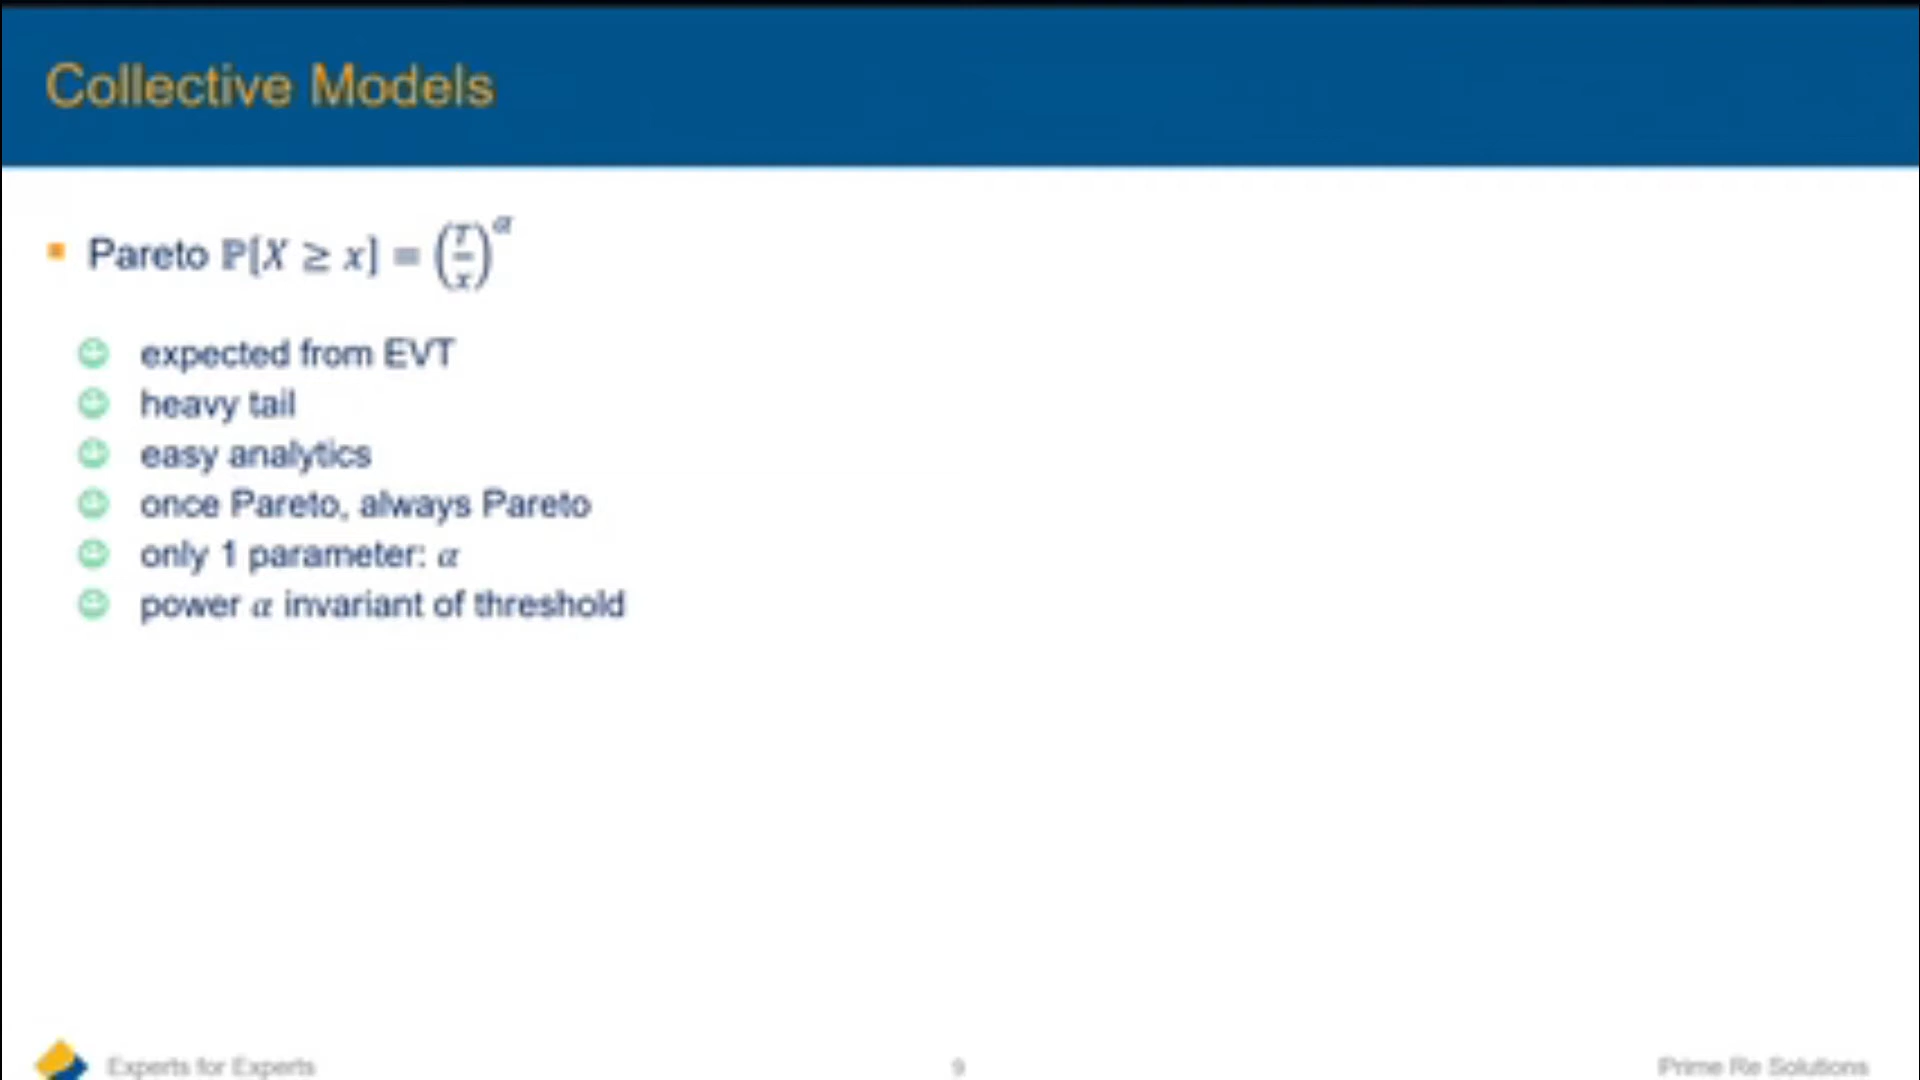 Collective Models
Pareto ℙ[X ≥ x] = (T/x)^α
expected from EVT
heavy tail
easy analytics
once Pareto, always Pareto
only 1 parameter: α
power α invariant of threshold
Experts for Experts
9
Prime Re Solutions